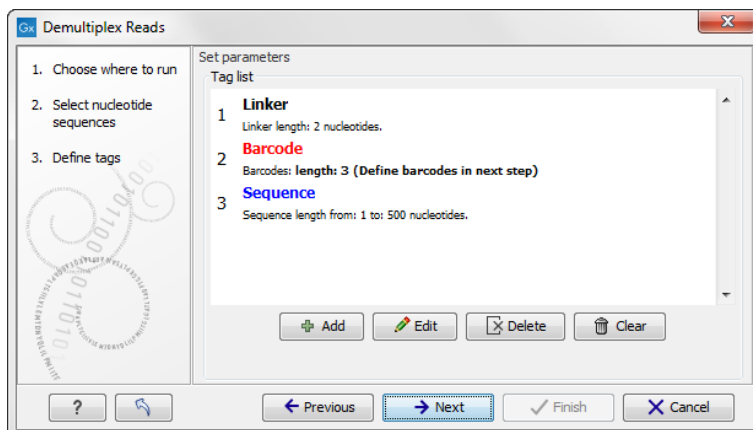 Gx Demultiplex Reads
1. Choose where to run
2. Select nucleotide
sequences
3. Define tags
Set parameters
Tag list
1 Linker
Linker length: 2 nucleotides.
2 Barcode
Barcodes: length: 3 (Define barcodes in next step)
3 Sequence
Sequence length from: 1 to: 500 nucleotides.
Add Edit Delete Clear
? Previous Next Finish Cancel